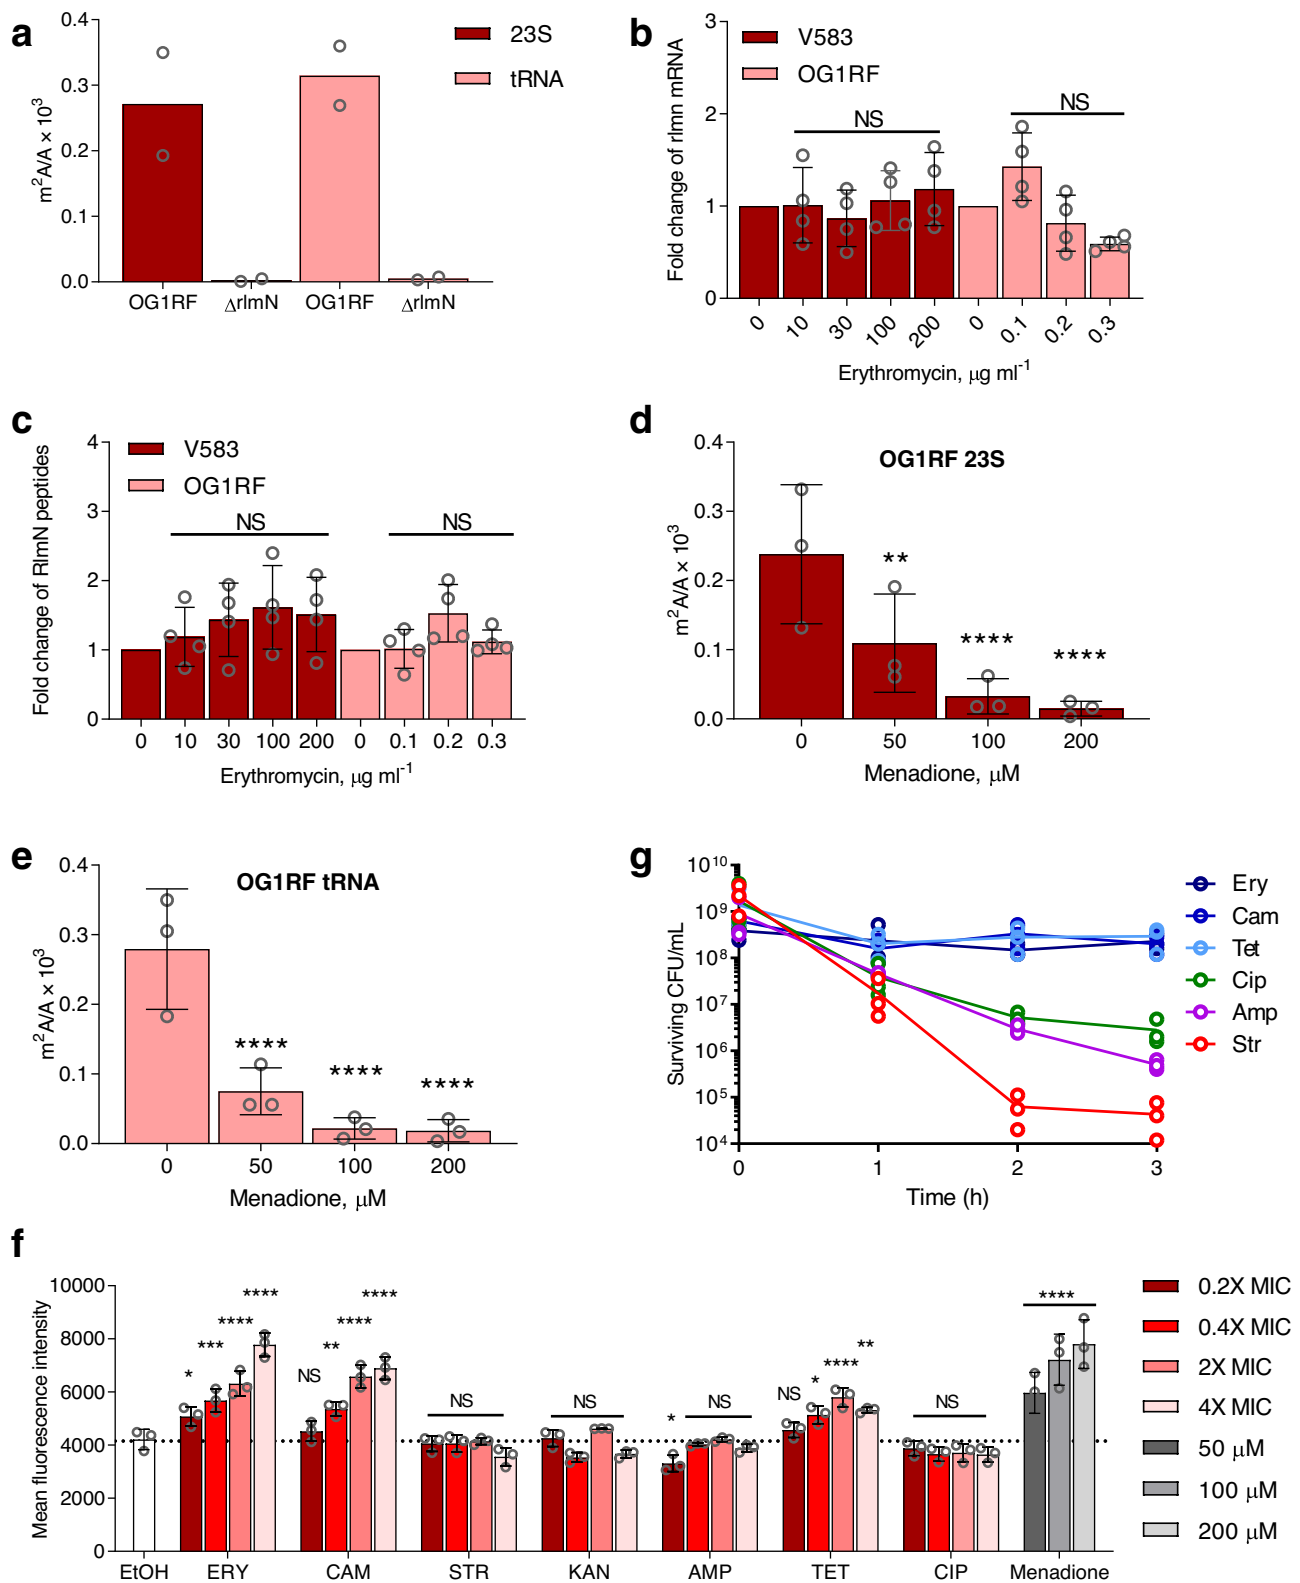 a
0.4
0.3
0.2
0.1
0.0
m²A/A × 10³
23S
tRNA
OG1RF
ΔrlmN
OG1RF
ΔrlmN
b
3
2
1
0
Fold change of rlmn mRNA
V583
OG1RF
NS
NS
0
10
30
100
200
0
0.1
0.2
0.3
Erythromycin, μg ml⁻¹
c
4
3
2
1
0
Fold change of RlmN peptides
V583
OG1RF
NS
NS
0
10
30
100
200
0
0.1
0.2
0.3
Erythromycin, μg ml⁻¹
d
0.4
0.3
0.2
0.1
0.0
m²A/A × 10³
OG1RF 23S
**
****
****
0
50
100
200
Menadione, μM
e
0.4
0.3
0.2
0.1
0.0
m²A/A × 10³
OG1RF tRNA
****
****
****
0
50
100
200
Menadione, μM
g
10¹⁰
10⁹
10⁸
10⁷
10⁶
10⁵
10⁴
Surviving CFU/mL
0
1
2
3
Time (h)
Ery
Cam
Tet
Cip
Amp
Str
f
10000
8000
6000
4000
2000
0
Mean fluorescence intensity
*
***
****
****
NS
**
****
****
NS
NS
*
NS
NS
*
****
**
NS
****
EtOH
ERY
CAM
STR
KAN
AMP
TET
CIP
Menadione
0.2X MIC
0.4X MIC
2X MIC
4X MIC
50 μM
100 μM
200 μM